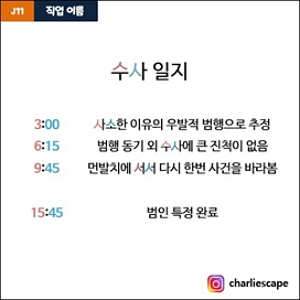 J11 직업 이름
수사 일지
3:00 사소한 이유의 우발적 범행으로 추정
6:15 범행 동기 외 수사에 큰 진척이 없음
9:45 먼발치에 서서 다시 한번 사건을 바라봄
15:45 범인 특정 완료
charliescape